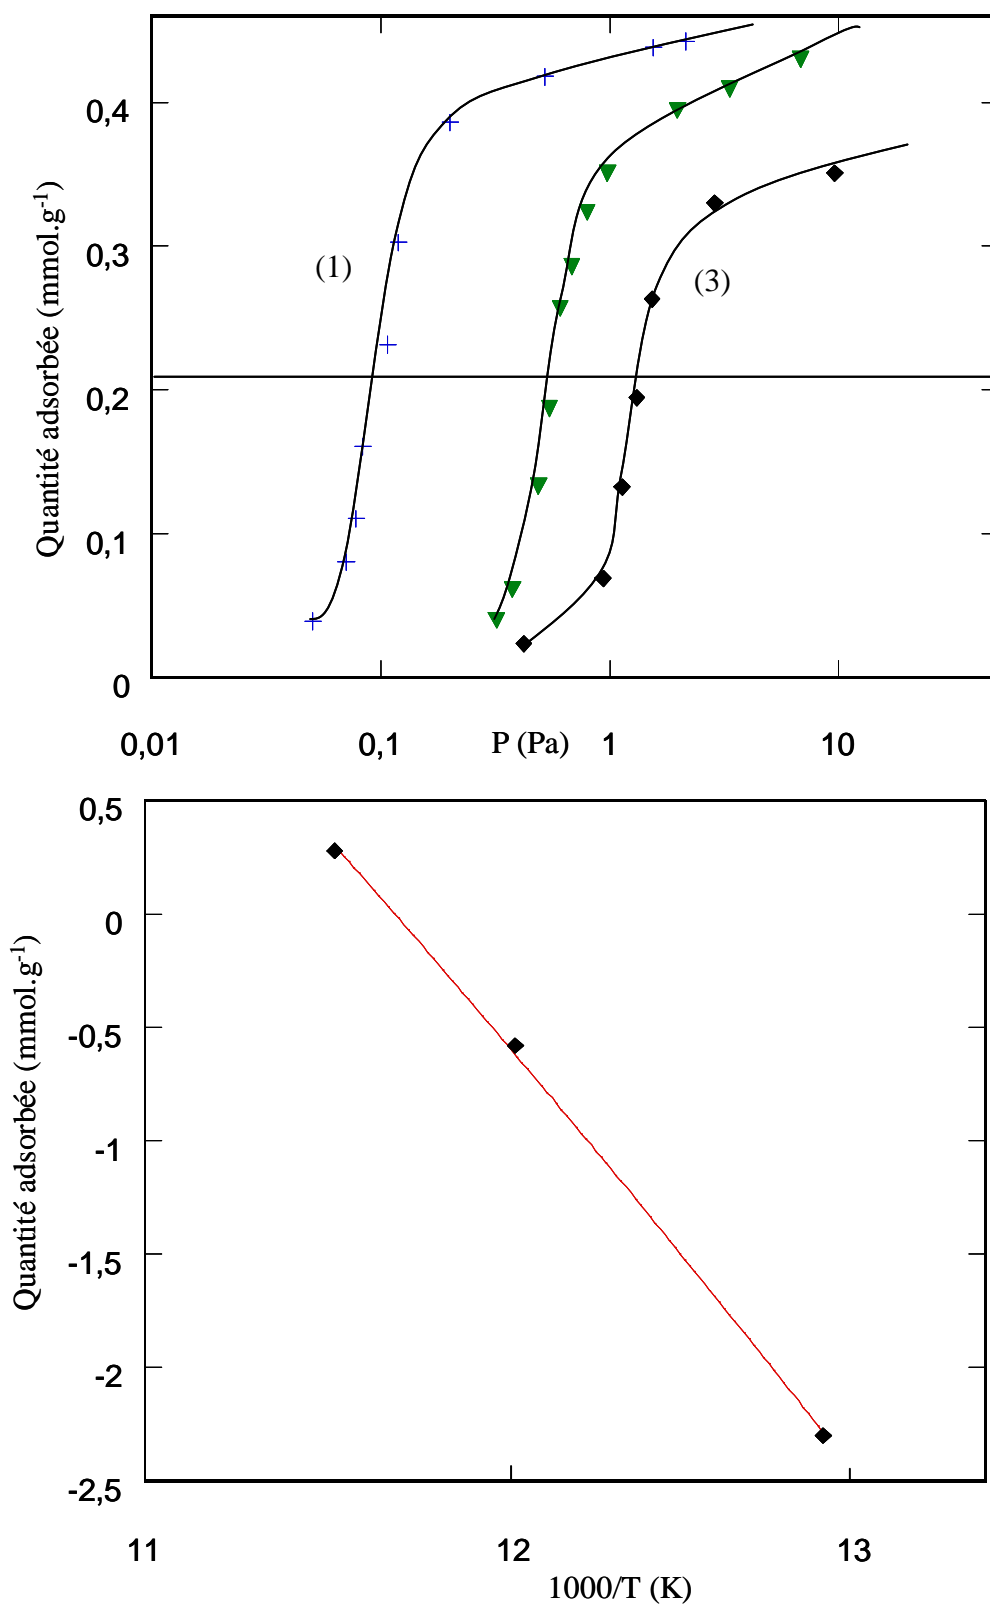 Quantité adsorbée (mmol.g-1)
0,4
0,3
0,2
0,1
0
(1)
(3)
0,01 0,1 P (Pa) 1 10
Quantité adsorbée (mmol.g-1)
0,5
0
-0,5
-1
-1,5
-2
-2,5
11 12 13
1000/T (K)